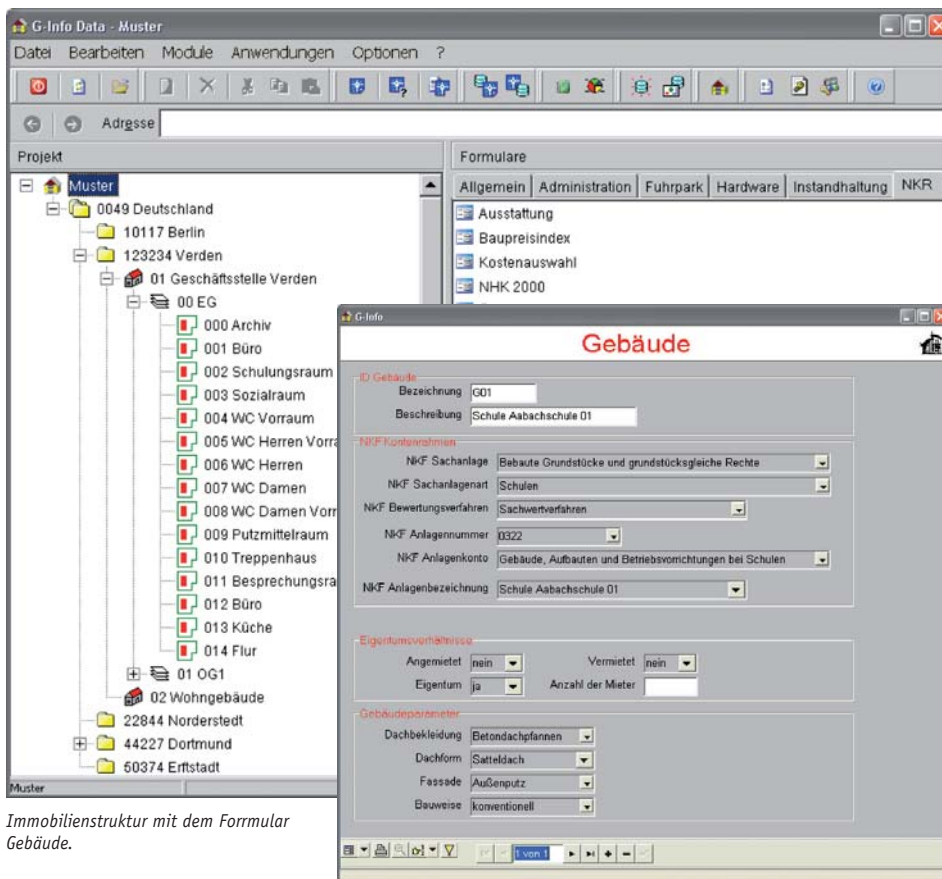 G-Info Data - Muster
Datei Bearbeiten Module Anwendungen Optionen ?
Adresse
Projekt
Muster
0049 Deutschland
10117 Berlin
123234 Verden
01 Geschäftsstelle Verden
00 EG
000 Archiv
001 Büro
002 Schulungsraum
003 Sozialraum
004 WC Vorraum
005 WC Herren Vorra
006 WC Herren
007 WC Damen
008 WC Damen Vorr
009 Putzmittelraum
010 Treppenhaus
011 Besprechungsra
012 Büro
013 Küche
014 Flur
01 OG1
02 Wohngebäude
22844 Norderstedt
44227 Dortmund
50374 Erftstadt
Muster
Formulare
Allgemein Administration Fuhrpark Hardware Instandhaltung NKR
Ausstattung
Baupreisindex
Kostenauswahl
NHK 2000
G-Info
Gebäude
ID Gebäude
Bezeichnung G01
Beschreibung Schule Aabachschule 01
NKF Kontenrahmen
NKF Sachanlage Bebaute Grundstücke und grundstücksgleiche Rechte
NKF Sachanlagenart Schulen
NKF Bewertungsverfahren Sachwertverfahren
NKF Anlagennummer 0322
NKF Anlagenkonto Gebäude, Aufbauten und Betriebsvorrichtungen bei Schulen
NKF Anlagenbezeichnung Schule Aabachschule 01
Eigentumsverhältnisse
Angemietet nein Vermietet nein
Eigentum ja Anzahl der Mieter
Gebäudeparameter
Dachbekleidung Betondachpfannen
Dachform Satteldach
Fassade Außenputz
Bauweise konventionell
1 von 1
Immobilienstruktur mit dem Forrmular
Gebäude.